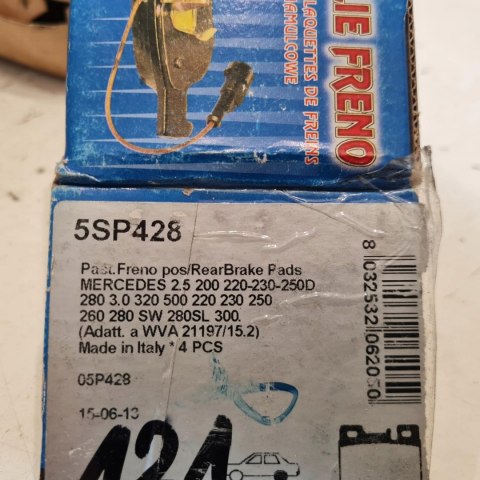 LIE FRENO
PLAQUETTES DE FREINS
HAMULCOWE
5SP428
Past.Freno pos/RearBrake Pads
MERCEDES 2.5 200 220-230-250D
280 3.0 320 500 220 230 250
260 280 SW 280SL 300.
(Adatt. a WVA 21197/15.2)
Made in Italy * 4 PCS
05P428
15-06-13
8 032532 062050